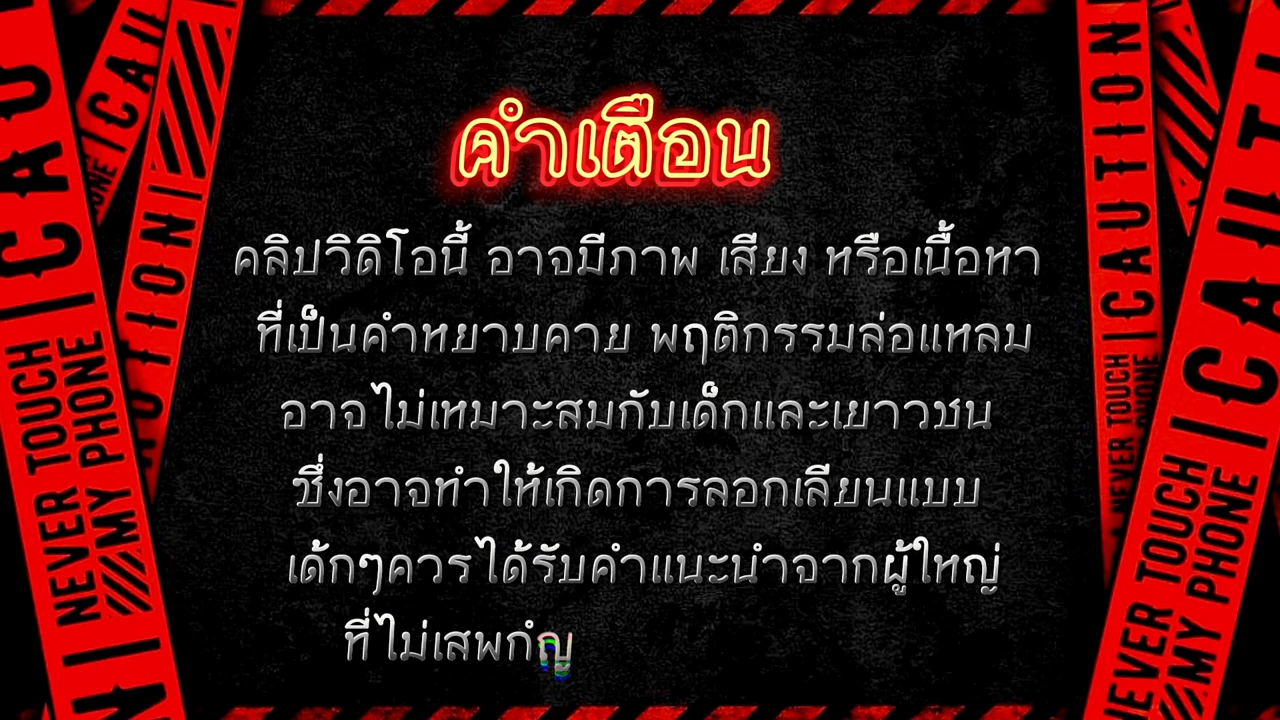 คำเตือน
คลิปวิดิโอนี้ อาจมีภาพ เสียง หรือเนื้อหา
ที่เป็นคำหยาบคาย พฤติกรรมล่อแหลม
อาจไม่เหมาะสมกับเด็กและเยาวชน
ซึ่งอาจทำให้เกิดการลอกเลียนแบบ
เด้กๆควรได้รับคำแนะนำจากผู้ใหญ่
ที่ไม่เสพกํญ
CAU
NEVER TOUCH
MY PHONE
CAU
ONE
UTION
N
CAUTION
NEVER TOUCH
PHONE
CAUT
NEVER TOUCH
MY PHONE